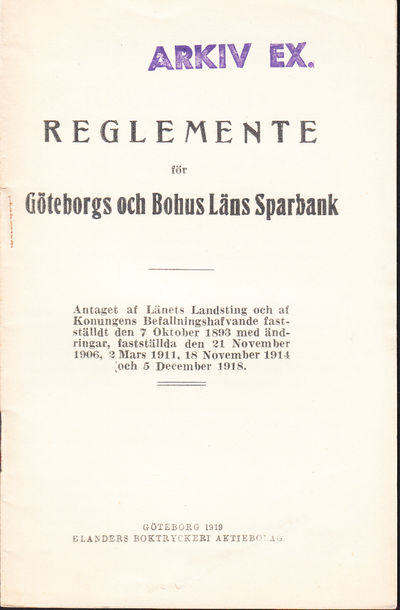 ARKIV EX.
REGLEMENTE
för
Göteborgs och Bohus Läns Sparbank
Antaget af Länets Landsting och af
Konungens Befallningshafvande fast-
ställdt den 7 Oktober 1893 med änd-
ringar, fastställda den 21 November
1906, 2 Mars 1911, 18 November 1914
och 5 December 1918.
GÖTEBORG 1919
ELANDERS BOKTRYCKERI AKTIEBOLAG